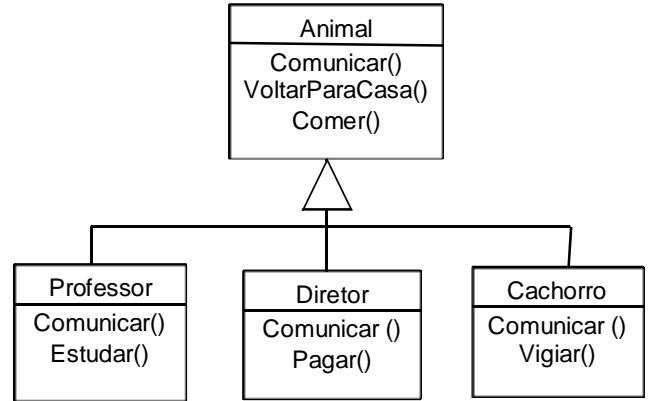 Animal
Comunicar()
VoltarParaCasa()
Comer()
Professor
Comunicar()
Estudar()
Diretor
Comunicar ()
Pagar()
Cachorro
Comunicar ()
Vigiar()